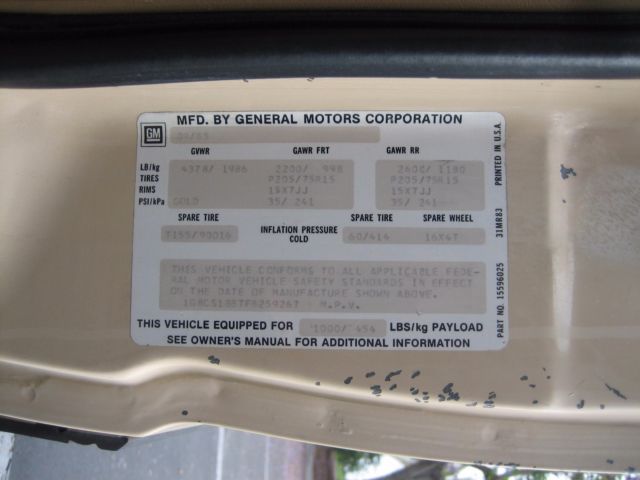 MFD. BY GENERAL MOTORS CORPORATION
GM
GVWR GAWR FRT GAWR RR
LB/kg 4378/ 1986 2200/ 998 2600/ 1180
TIRES P205/75R15 P205/75R15
RIMS 15X7JJ 15X7JJ
PSI/kPa COLD 35/ 241 35/ 241
SPARE TIRE SPARE TIRE SPARE WHEEL
T155/90D16 INFLATION PRESSURE COLD 60/414 16X4T
THIS VEHICLE CONFORMS TO ALL APPLICABLE FEDE-
RAL MOTOR VEHICLE SAFETY STANDARDS IN EFFECT
ON THE DATE OF MANUFACTURE SHOWN ABOVE.
M.P.V.
THIS VEHICLE EQUIPPED FOR 1000/ 454 LBS/kg PAYLOAD
SEE OWNER'S MANUAL FOR ADDITIONAL INFORMATION
PART NO. 15596025 31MR83 PRINTED IN U.S.A.